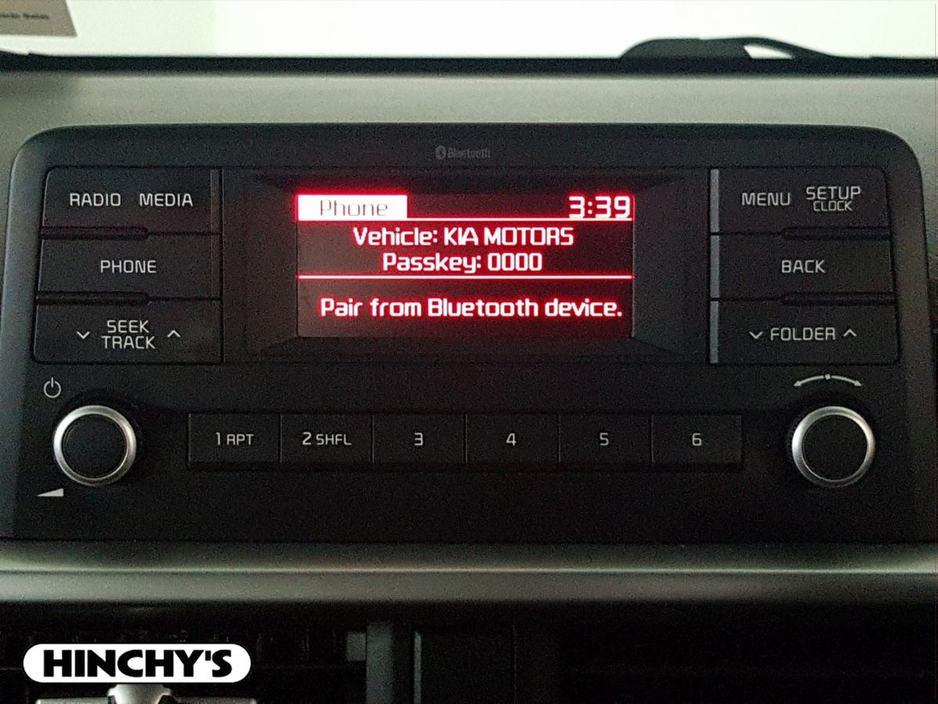 Bluetooth
RADIO MEDIA
PHONE
SEEK
TRACK
Phone 3:39
Vehicle: KIA MOTORS
Passkey: 0000
Pair from Bluetooth device.
MENU SETUP
CLOCK
BACK
FOLDER
1 RPT 2 SHFL 3 4 5 6
HINCHY'S